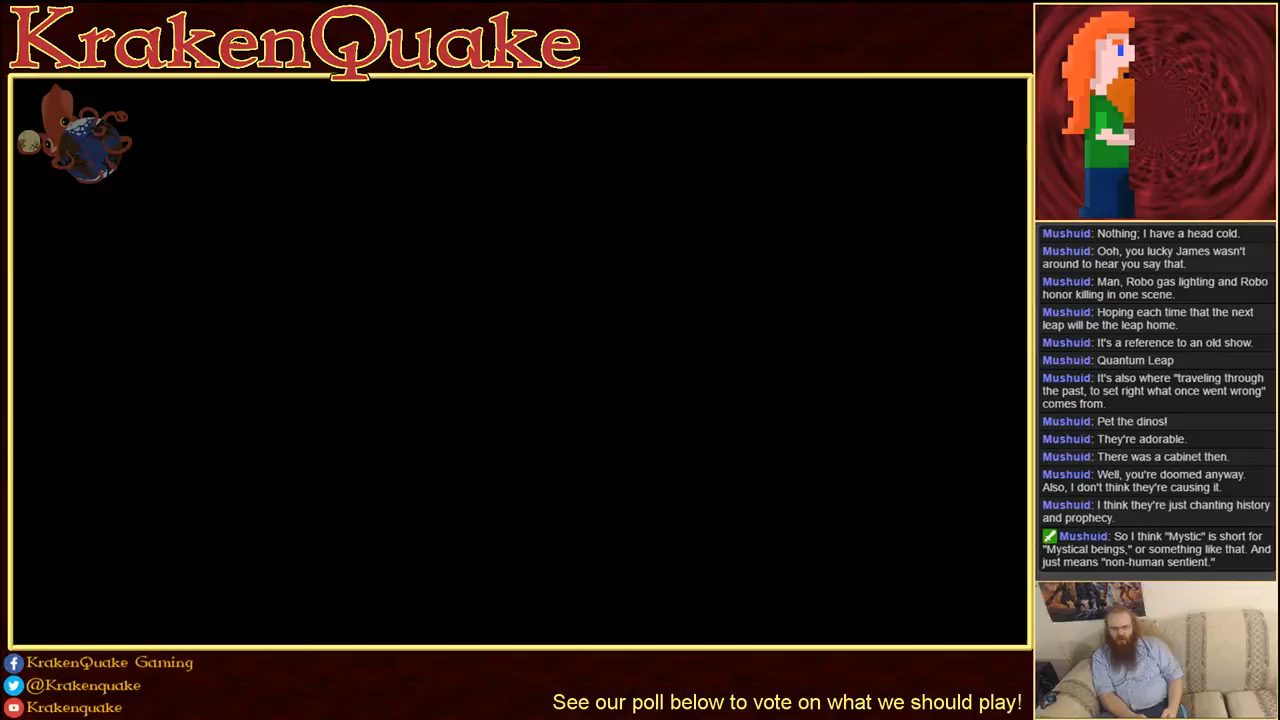 KrakenQuake
Mushuid: Nothing; I have a head cold.
Mushuid: Ooh, you lucky James wasn't
around to hear you say that.
Mushuid: Man, Robo gas lighting and Robo
honor killing in one scene.
Mushuid: Hoping each time that the next
leap will be the leap home.
Mushuid: It's a reference to an old show.
Mushuid: Quantum Leap
Mushuid: It's also where "traveling through
the past, to set right what once went wrong"
comes from.
Mushuid: Pet the dinos!
Mushuid: They're adorable.
Mushuid: There was a cabinet then.
Mushuid: Well, you're doomed anyway.
Also, I don't think they're causing it.
Mushuid: I think they're just chanting history
and prophecy.
Mushuid: So I think "Mystic" is short for
"Mystical beings," or something like that. And
just means "non-human sentient."
KrakenQuake Gaming
@Krakenquake
Krakenquake
See our poll below to vote on what we should play!